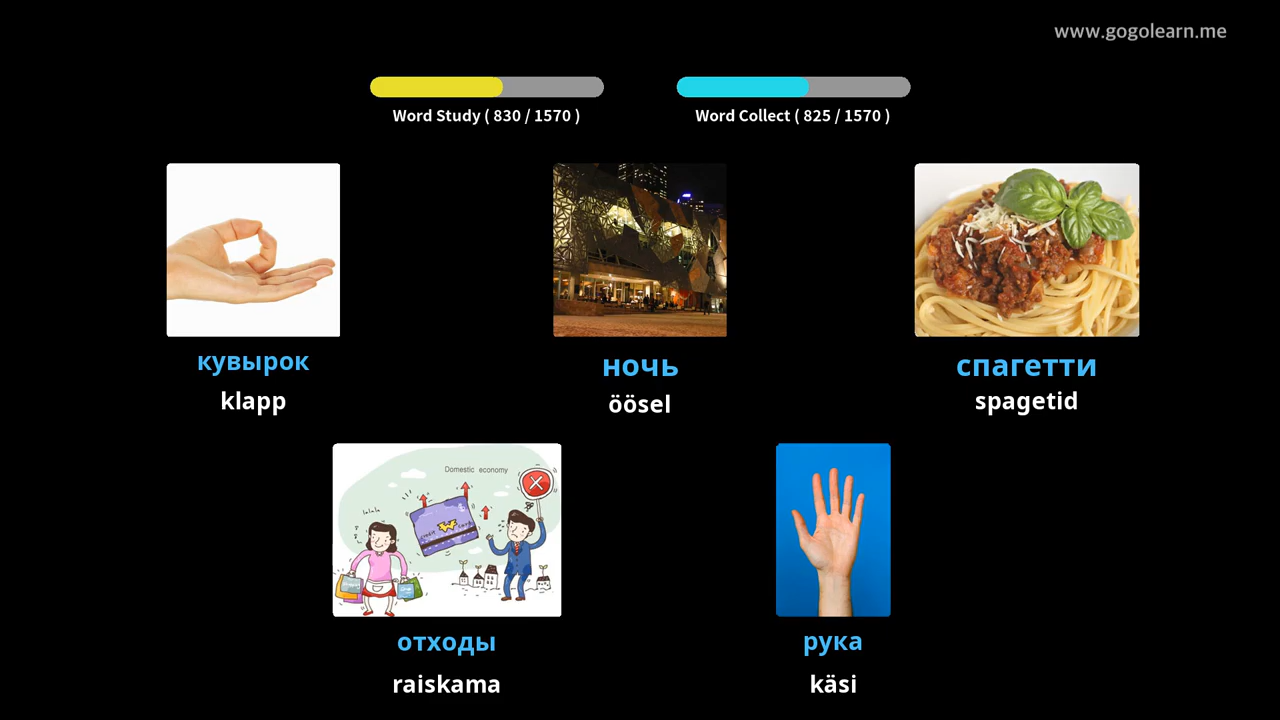 www.gogolearn.me
Word Study ( 830 / 1570 )
Word Collect ( 825 / 1570 )
кувырок
klapp
ночь
öösel
спагетти
spagetid
Domestic economy
lalala
отходы
raiskama
рука
käsi